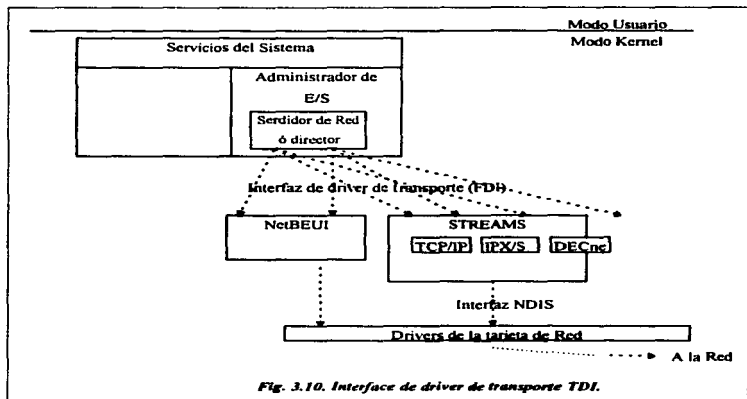 Modo Usuario
Modo Kernel
Servicios del Sistema
Administrador de
E/S
Serdidor de Red
ó director
Interfaz de driver de transporte (FDI)
NetBEUI
STREAMS
TCP/IP
IPX/S
DECne
Interfaz NDIS
Drivers de la tarjeta de Red
A la Red
Fig. 3.10. Interface de driver de transporte TDI.